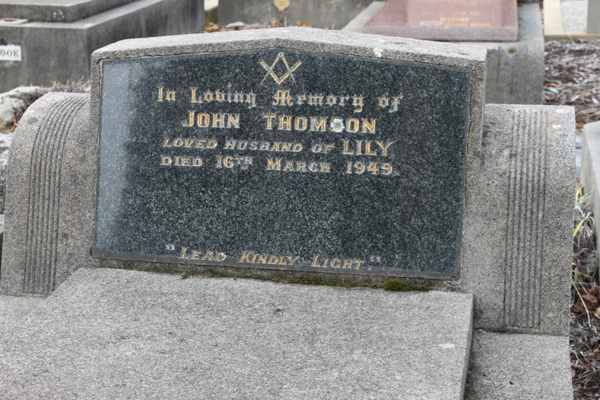 In Loving Memory of
JOHN THOMSON
LOVED HUSBAND OF LILY
DIED 16TH MARCH 1949.
"LEAD KINDLY LIGHT."